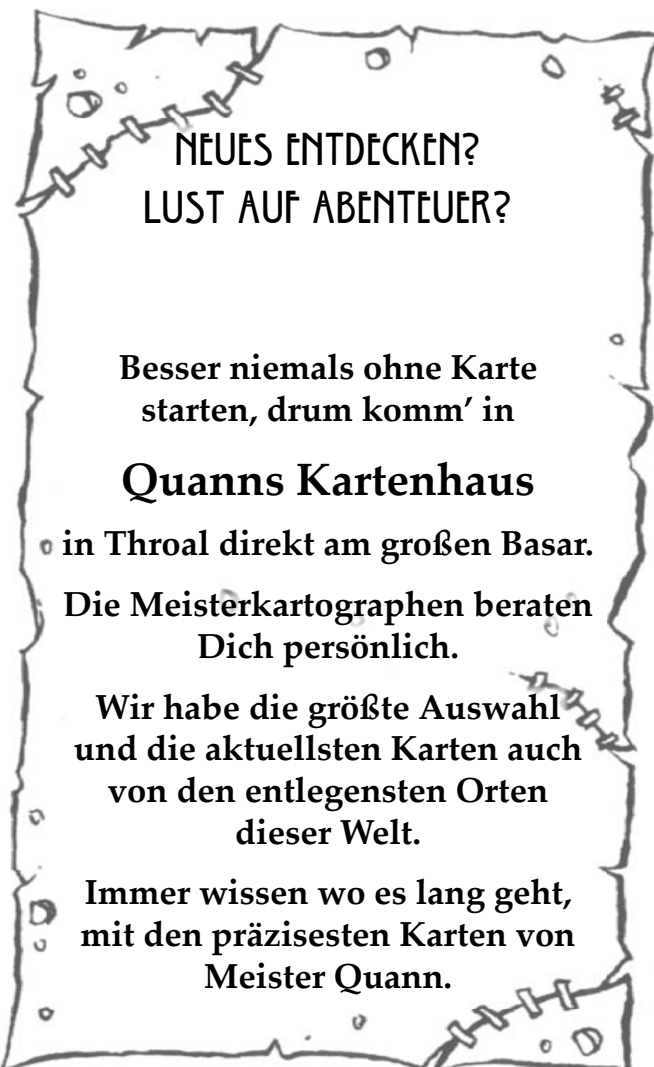 NEUES ENTDECKEN?
LUST AUF ABENTEUER?
Besser niemals ohne Karte
starten, drum komm’ in
Quanns Kartenhaus
in Throal direkt am großen Basar.
Die Meisterkartographen beraten
Dich persönlich.
Wir habe die größte Auswahl
und die aktuellsten Karten auch
von den entlegensten Orten
dieser Welt.
Immer wissen wo es lang geht,
mit den präzisesten Karten von
Meister Quann.